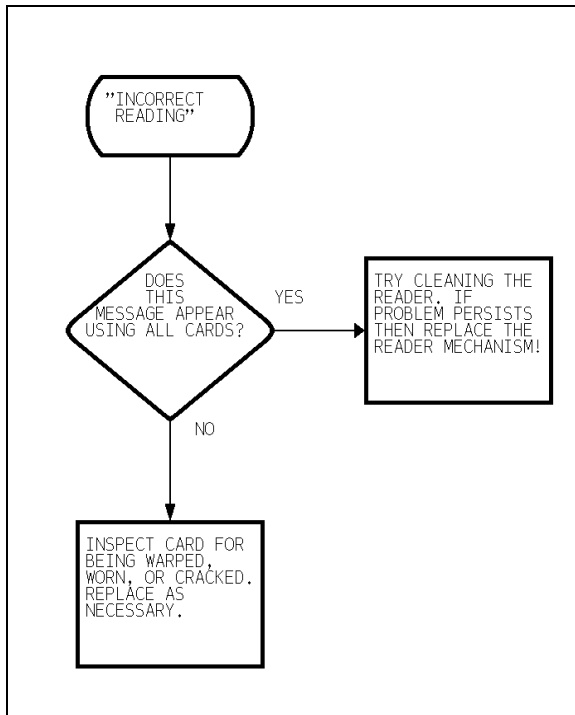 ”INCORRECT
READING”
DOES
THIS
MESSAGE APPEAR
USING ALL CARDS?
YES
TRY CLEANING THE
READER. IF
PROBLEM PERSISTS
THEN REPLACE THE
READER MECHANISM!
NO
INSPECT CARD FOR
BEING WARPED,
WORN, OR CRACKED.
REPLACE AS
NECESSARY.